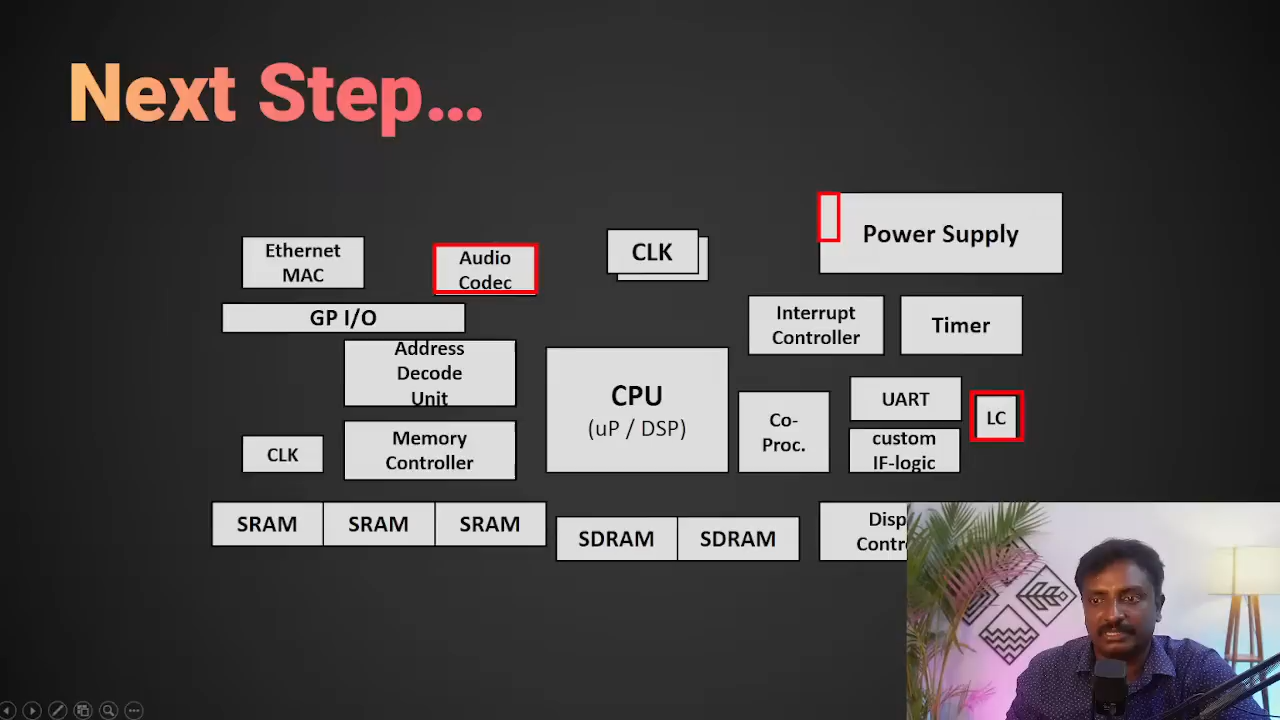 Next Step...
Ethernet
MAC
Audio
Codec
CLK
Power Supply
GP I/O
Interrupt
Controller
Timer
Address
Decode
Unit
CPU
(uP / DSP)
Co-
Proc.
UART
LC
CLK
Memory
Controller
custom
IF-logic
SRAM
SRAM
SRAM
SDRAM
SDRAM
Disp
Contr